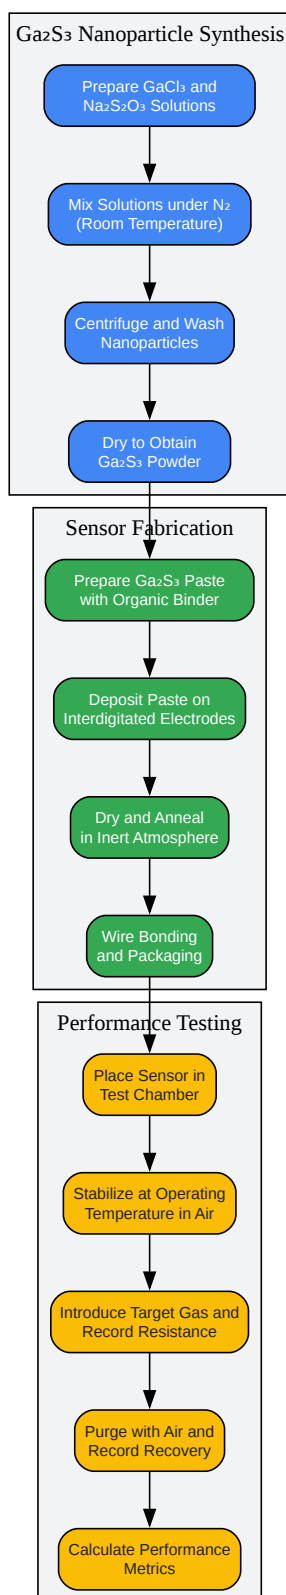 Ga₂S₃ Nanoparticle Synthesis
Prepare GaCl₃ and
Na₂S₂O₃ Solutions
Mix Solutions under N₂
(Room Temperature)
Centrifuge and Wash
Nanoparticles
Dry to Obtain
Ga₂S₃ Powder
Sensor Fabrication
Prepare Ga₂S₃ Paste
with Organic Binder
Deposit Paste on
Interdigitated Electrodes
Dry and Anneal
in Inert Atmosphere
Wire Bonding
and Packaging
Performance Testing
Place Sensor in
Test Chamber
Stabilize at Operating
Temperature in Air
Introduce Target Gas and
Record Resistance
Purge with Air and
Record Recovery
Calculate Performance
Metrics